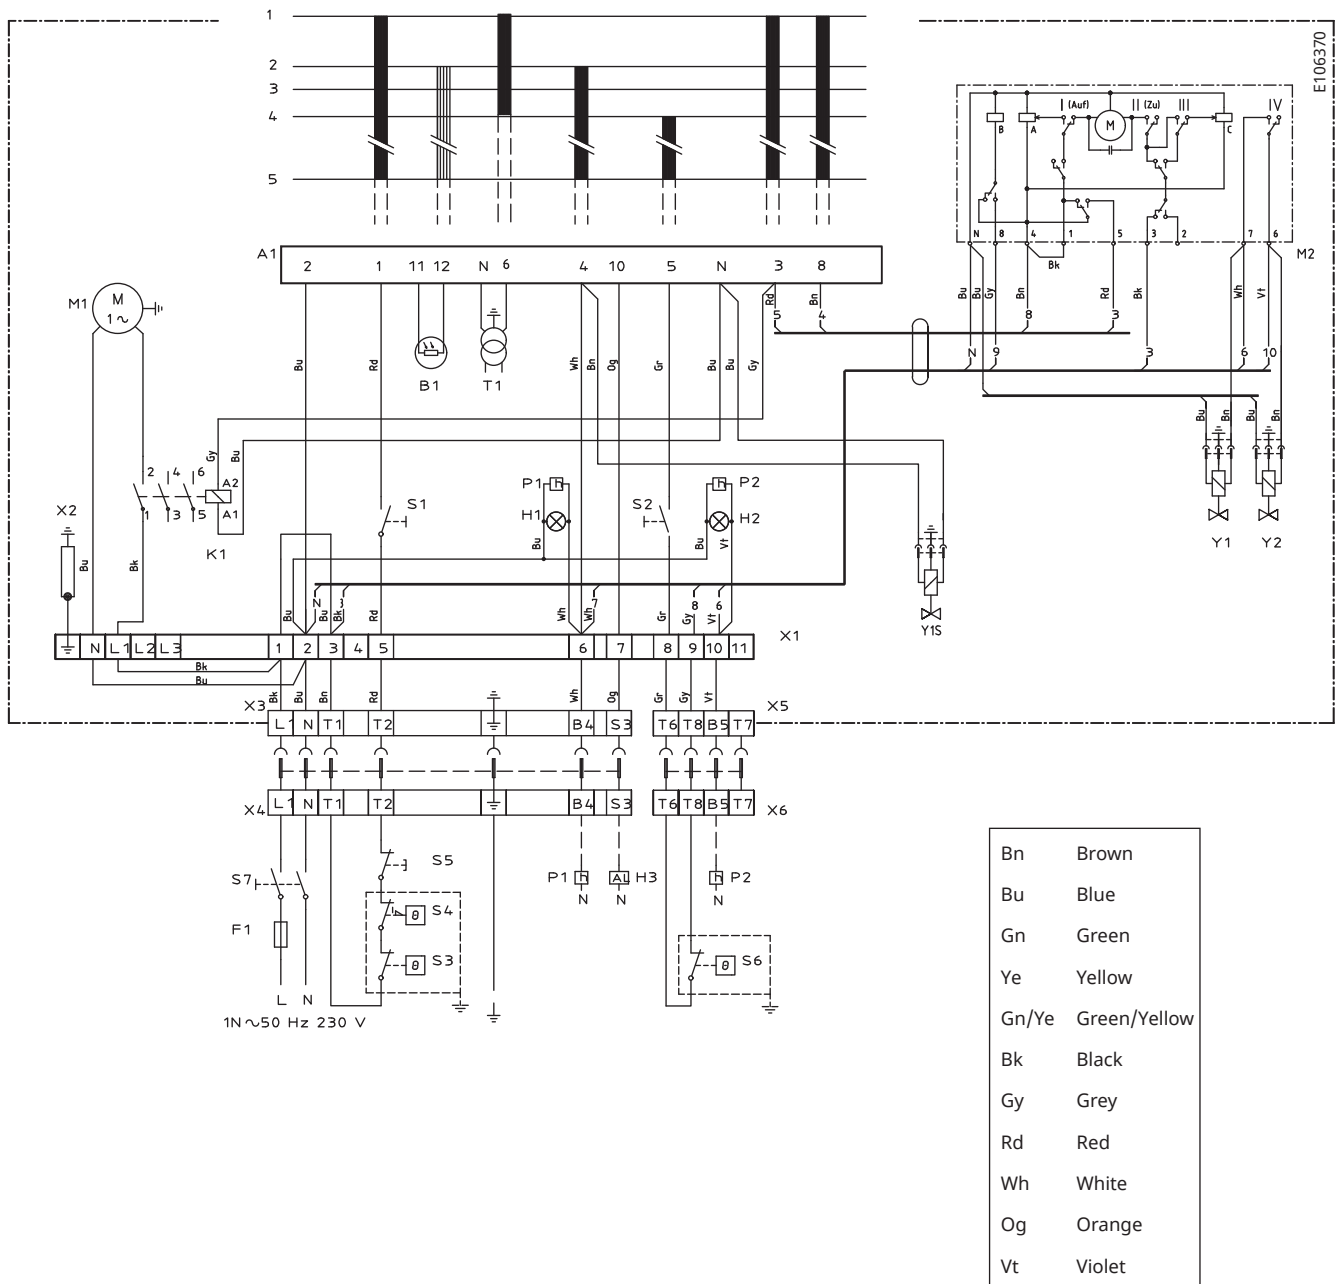 1
2
3
4
5
E106370
I (Auf) II (Zu) III IV
M
B A C
N 8 4 1 5 3 2 7 6
M2
Bk
A1
2 1 11 12 N 6 4 10 5 N 3 8
M1
M
1 ~
Bu Bu Gy Bn Rd Bk Wh Vt
Rd Bn
5 4 8 3
Bu Rd Wh Bn Og Gr Bu Bu Gy
N 9 3 6 10
B1 T1
Bu Bn Bu Bn
Gy Bu
2 4 6 A2
1 3 5 A1
K1
X2
S1
P1 S2 P2
H1 H2
Y1 Y2
Bu Bk Bu Bu Vt
Y1S
Bu N Bu Bk 3 Rd Wh Wh 7 Gr Gy 8 Vt 6
X1
N L1 L2 L3 1 2 3 4 5 6 7 8 9 10 11
Bk
Bu
Bk Bu Bn Rd Wh Og Gr Gy Vt
X3 X5
L1 N T1 T2 B4 S3 T6 T8 B5 T7
X4 X6
L1 N T1 T2 B4 S3 T6 T8 B5 T7
S7 S5 P1 AL H3 P2
N N N
F1 θ S4
θ S3 θ S6
L N
1N ~50 Hz 230 V
Bn Brown
Bu Blue
Gn Green
Ye Yellow
Gn/Ye Green/Yellow
Bk Black
Gy Grey
Rd Red
Wh White
Og Orange
Vt Violet